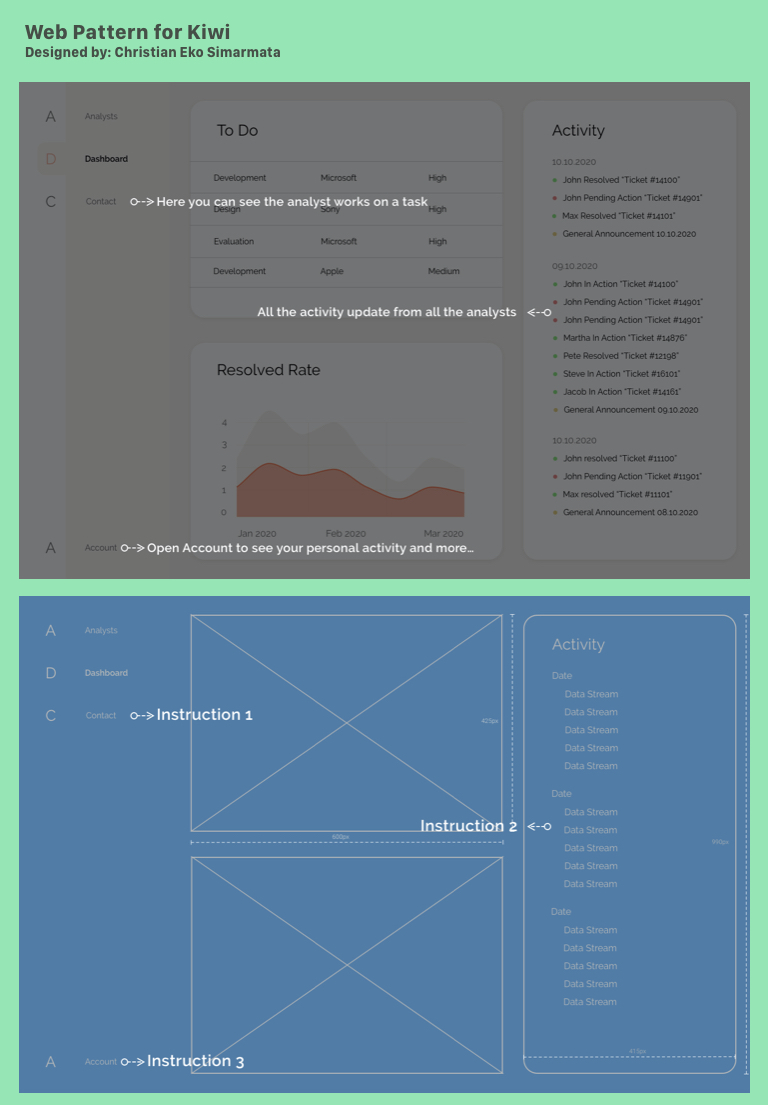 Web Pattern for Kiwi
Designed by: Christian Eko Simarmata
A Analysts
D Dashboard
C Contact
Here you can see the analyst works on a task
To Do
Development Microsoft High
Design Sony High
Evaluation Microsoft High
Development Apple Medium
All the activity update from all the analysts
Resolved Rate
4
3
2
1
0
Jan 2020 Feb 2020 Mar 2020
A Account
Open Account to see your personal activity and more...
Activity
10.10.2020
John Resolved "Ticket #14100"
John Pending Action "Ticket #14901"
Max Resolved "Ticket #14101"
General Announcement 10.10.2020
09.10.2020
John In Action "Ticket #14100"
John Pending Action "Ticket #14901"
John Pending Action "Ticket #14901"
Martha In Action "Ticket #14876"
Pete Resolved "Ticket #12198"
Steve In Action "Ticket #16101"
Jacob In Action "Ticket #14161"
General Announcement 09.10.2020
10.10.2020
John resolved "Ticket #11100"
John Pending Action "Ticket #11901"
Max resolved "Ticket #11101"
General Announcement 08.10.2020
A Analysts
D Dashboard
C Contact
Instruction 1
Instruction 2
600px
A Account
Instruction 3
Activity
Date
Data Stream
Data Stream
Data Stream
Data Stream
Data Stream
Date
Data Stream
Data Stream
Data Stream
Data Stream
Data Stream
Date
Data Stream
Data Stream
Data Stream
Data Stream
Data Stream